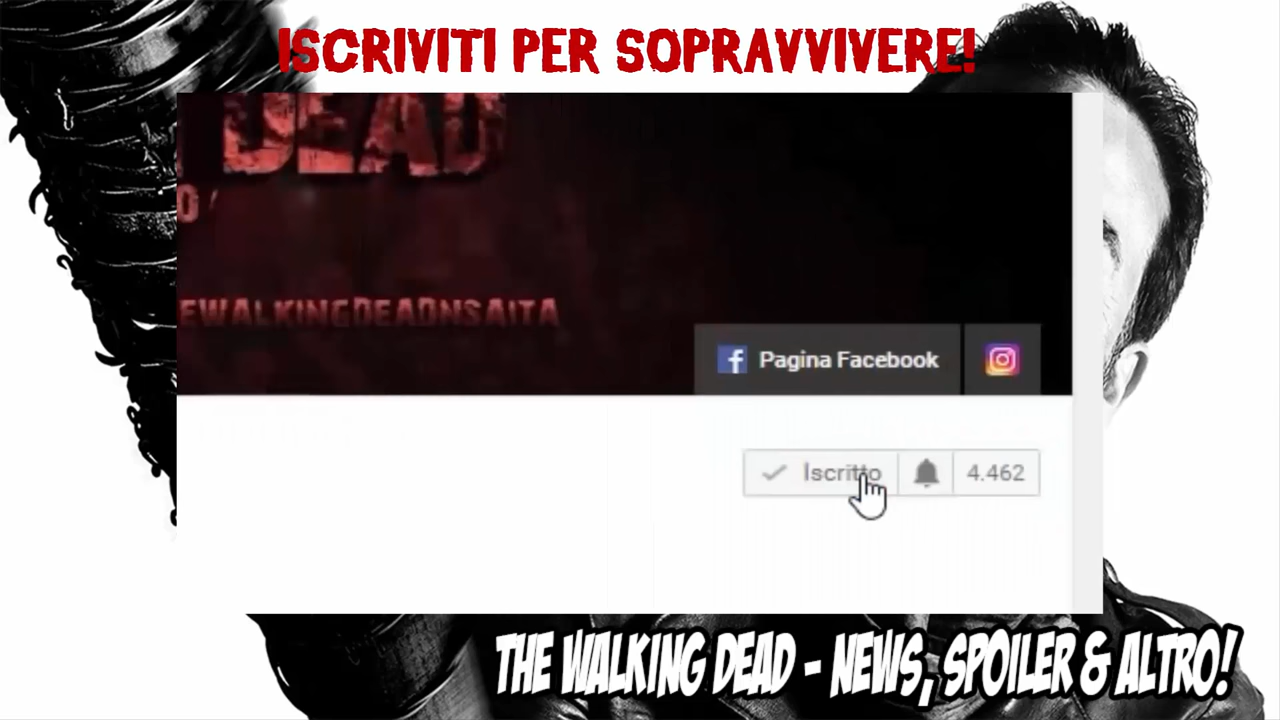 ISCRIVITI PER SOPRAVVIVERE!
DEAD
EWALKINGDEADNSAITA
Pagina Facebook
Iscritto 4.462
THE WALKING DEAD - NEWS, SPOILER & ALTRO!